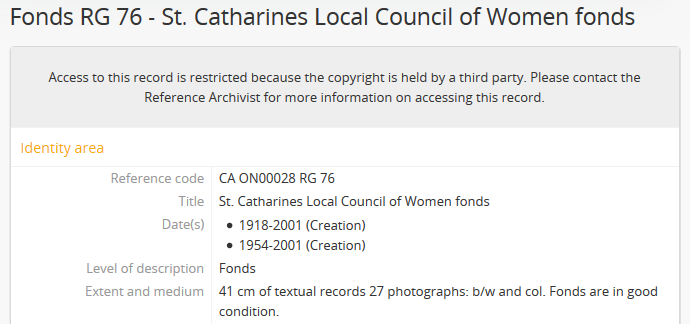 Fonds RG 76 - St. Catharines Local Council of Women fonds
Access to this record is restricted because the copyright is held by a third party. Please contact the
Reference Archivist for more information on accessing this record.
Identity area
Reference code CA ON00028 RG 76
Title St. Catharines Local Council of Women fonds
Date(s) • 1918-2001 (Creation)
• 1954-2001 (Creation)
Level of description Fonds
Extent and medium 41 cm of textual records 27 photographs: b/w and col. Fonds are in good
condition.